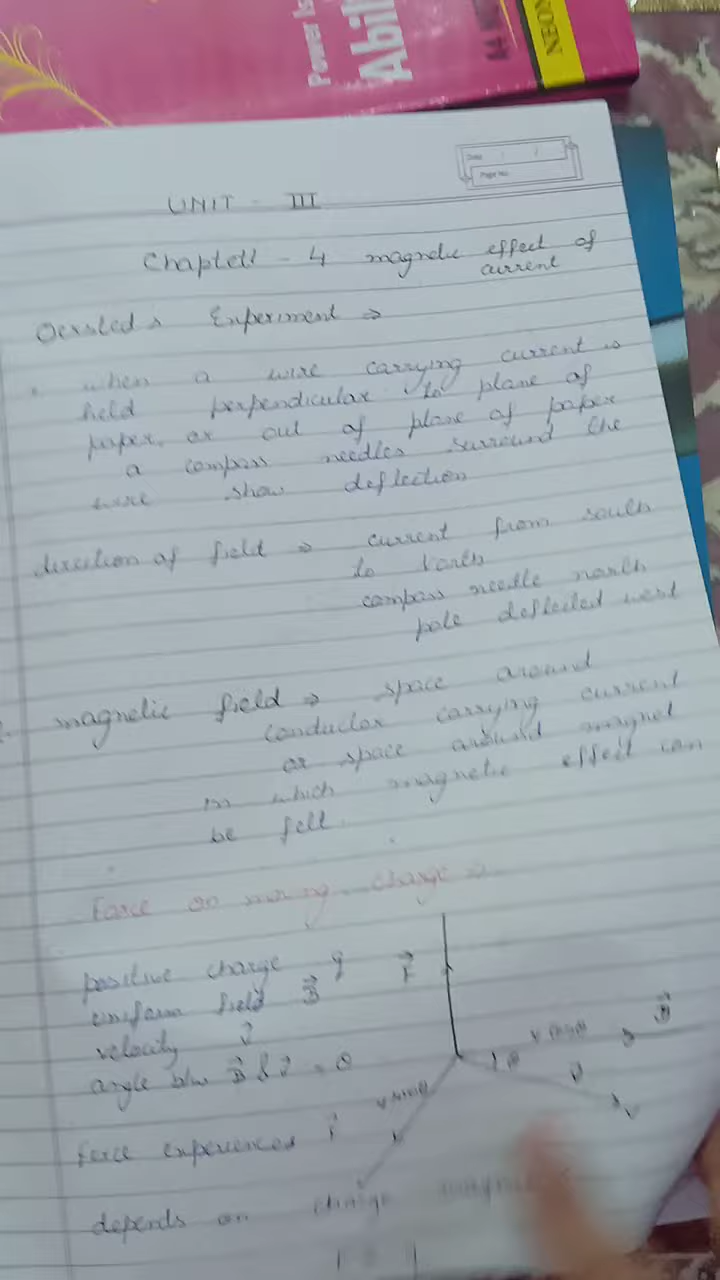 Power is
Abil
NEON
Date
Page No.
UNIT - III
Chapter - 4 magnetic effect of
current
Oersted's Experiment ⇒
when a wire carrying current is
held perpendicular to plane of
paper or out of plane of paper
a compass needles surround the
wire show deflection
direction of field ⇒ current from south
to North
compass needle north
pole deflected west
magnetic field ⇒ space around
conductor carrying current
or space around magnet
in which magnetic effect can
be felt.
Force on moving charge ⇒
positive charge q
uniform field B⃗
velocity v⃗
angle b/w B⃗ & v⃗ = θ
F⃗
v cosθ
B⃗
θ
v sinθ
v
force experiences F⃗
depends on charge